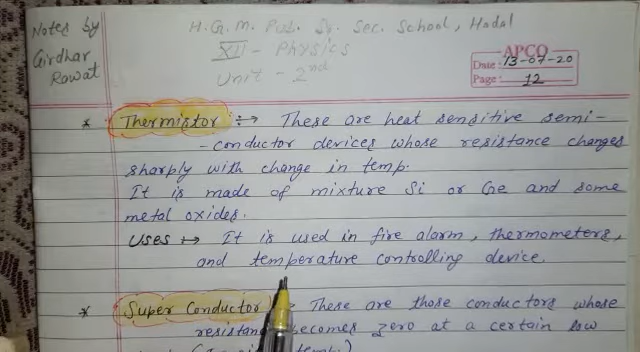 Notes by
Girdhar
Rawat
H.G.M. Pub. Sr. Sec. School, Hodal
XII - Physics
Unit - 2nd
APCO
Date: 13-07-20
Page: 12
* Thermistor :→ These are heat sensitive semi-
-conductor devices whose resistance changes
sharply with change in temp.
It is made of mixture Si or Ge and some
metal oxides.
Uses :→ It is used in fire alarm, thermometers,
and temperature controlling device.
* Super Conductor These are those conductors whose
resistan becomes zero at a certain low
temp.)